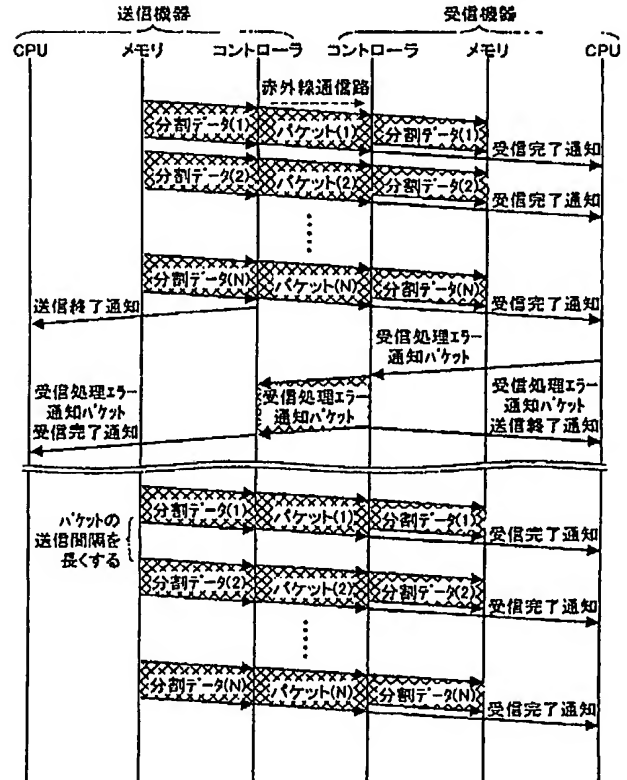 送信機器 受信機器
CPU メモリ コントローラ コントローラ メモリ CPU
赤外線通信路
分割データ(1) パケット(1) 分割データ(1)
受信完了通知
分割データ(2) パケット(2) 分割データ(2)
受信完了通知
分割データ(N) パケット(N) 分割データ(N)
送信終了通知 受信完了通知
受信処理エラー
通知パケット
受信処理エラー
通知パケット
受信完了通知
受信処理エラー
通知パケット
受信処理エラー
通知パケット
送信終了通知
パケットの
送信間隔を
長くする
分割データ(1) パケット(1) 分割データ(1)
受信完了通知
分割データ(2) パケット(2) 分割データ(2)
受信完了通知
分割データ(N) パケット(N) 分割データ(N)
受信完了通知